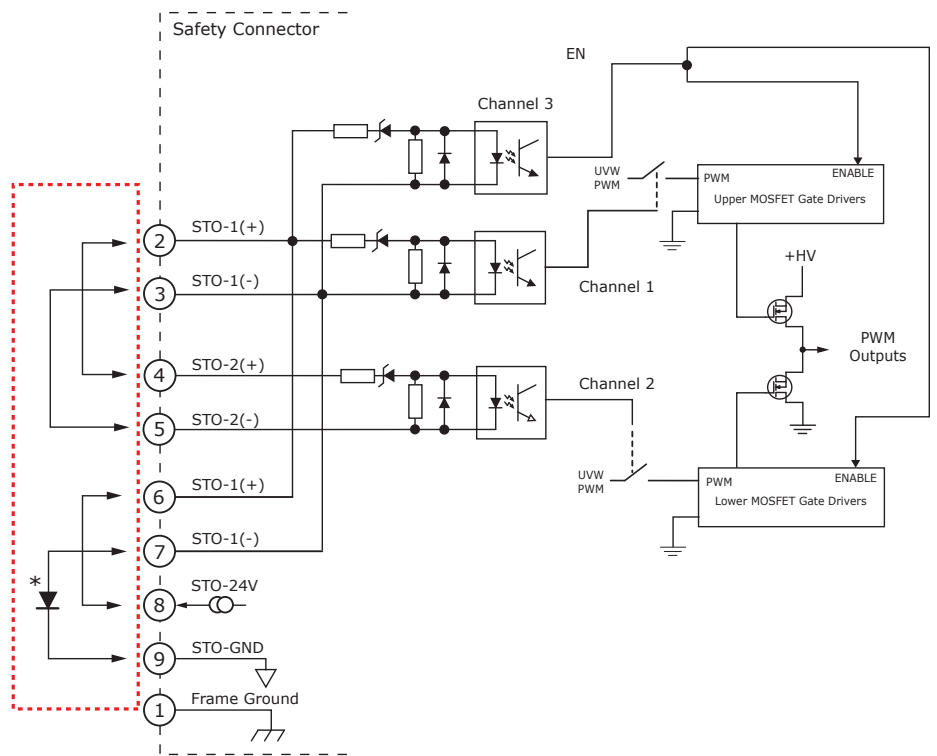 Safety Connector
EN
Channel 3
UVW
PWM
PWM
ENABLE
Upper MOSFET Gate Drivers
2
STO-1(+)
3
STO-1(-)
Channel 1
+HV
PWM
Outputs
4
STO-2(+)
Channel 2
5
STO-2(-)
UVW
PWM
PWM
ENABLE
Lower MOSFET Gate Drivers
6
STO-1(+)
7
STO-1(-)
*
8
STO-24V
9
STO-GND
1
Frame Ground